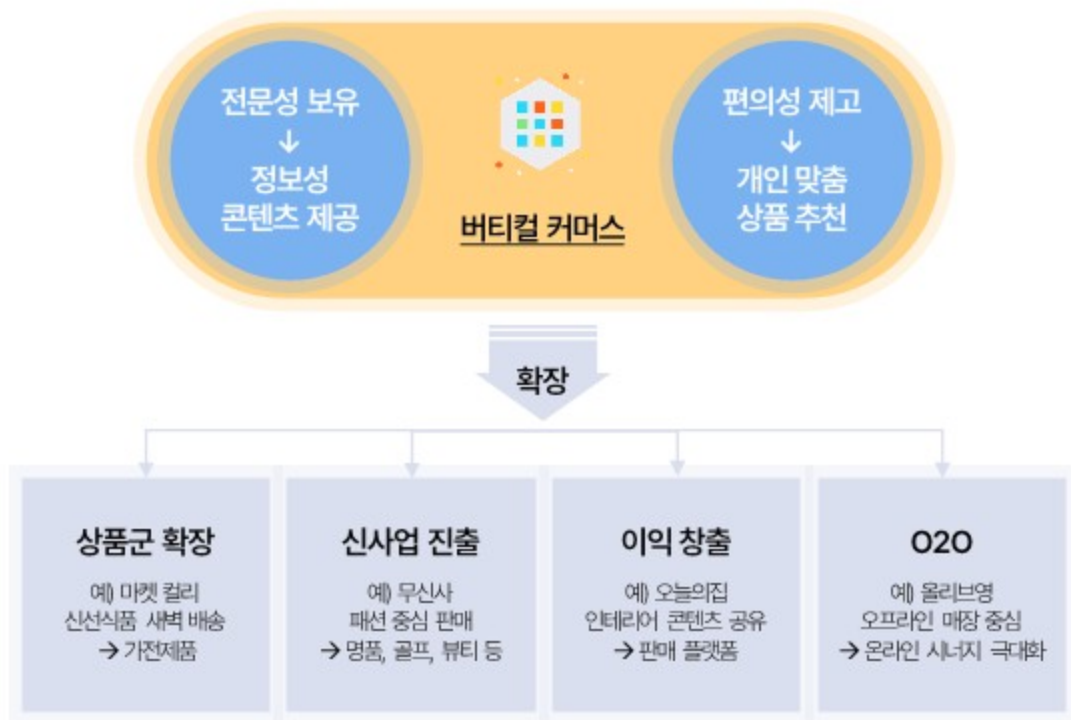 전문성 보유
↓
정보성
콘텐츠 제공
버티컬 커머스
편의성 제고
↓
개인 맞춤
상품 추천
확장
상품군 확장
예) 마켓 컬리
신선식품 새벽 배송
→ 가전제품
신사업 진출
예) 무신사
패션 중심 판매
→ 명품, 골프, 뷰티 등
이익 창출
예) 오늘의집
인테리어 콘텐츠 공유
→ 판매 플랫폼
O2O
예) 올리브영
오프라인 매장 중심
→ 온라인 시너지 극대화